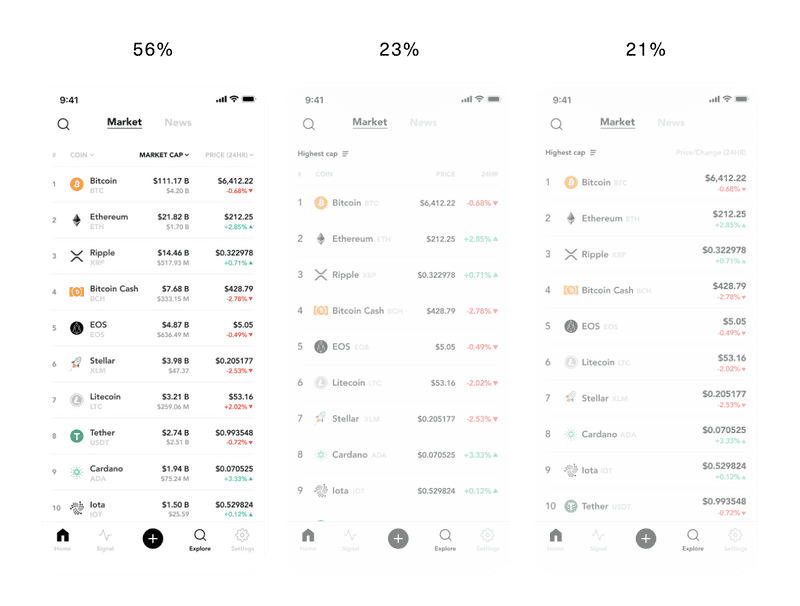 56%
9:41
Market News
# COIN MARKET CAP PRICE (24HR)
1 Bitcoin $111.17 B $6,412.22
BTC $4.20 B -0.68%
2 Ethereum $21.82 B $212.25
ETH $1.70 B +2.85%
3 Ripple $14.46 B $0.322978
XRP $517.93 M +0.71%
4 Bitcoin Cash $7.68 B $428.79
BCH $333.15 M -2.78%
5 EOS $4.87 B $5.05
EOS $636.49 M -0.49%
6 Stellar $3.98 B $0.205177
XLM $47.37 -2.53%
7 Litecoin $3.21 B $53.16
LTC $259.06 M +2.02%
8 Tether $2.74 B $0.993548
USDT $2.51 B -0.72%
9 Cardano $1.94 B $0.070525
ADA $75.24 M +3.33%
10 Iota $1.50 B $0.529824
IOT $25.59 +0.12%
Home Signal Explore Settings
23%
9:41
Market News
Highest cap
# COIN PRICE 24HR
1 Bitcoin BTC $6,412.22 -0.68%
2 Ethereum ETH $212.25 +2.85%
3 Ripple XRP $0.322978 +0.71%
4 Bitcoin Cash BCH $428.79 -2.78%
5 EOS EOS $5.05 -0.49%
6 Litecoin LTC $53.16 -2.02%
7 Stellar XLM $0.205177 -2.53%
8 Cardano ADA $0.070525 +3.33%
9 Iota IOT $0.529824 +0.12%
Home Signal Explore Settings
21%
9:41
Market News
Highest cap Price/Change (24HR)
1 Bitcoin BTC $6,412.22
-0.68%
2 Ethereum ETH $212.25
+2.85%
3 Ripple XRP $0.322978
+0.71%
4 Bitcoin Cash BCH $428.79
-2.78%
5 EOS EOS $5.05
-0.49%
6 Litecoin LTC $53.16
-2.02%
7 Stellar XLM $0.205177
-2.53%
8 Cardano ADA $0.070525
+3.33%
9 Iota IOT $0.529824
+0.12%
10 Tether USDT $0.993548
-0.72%
Home Signal Explore Settings